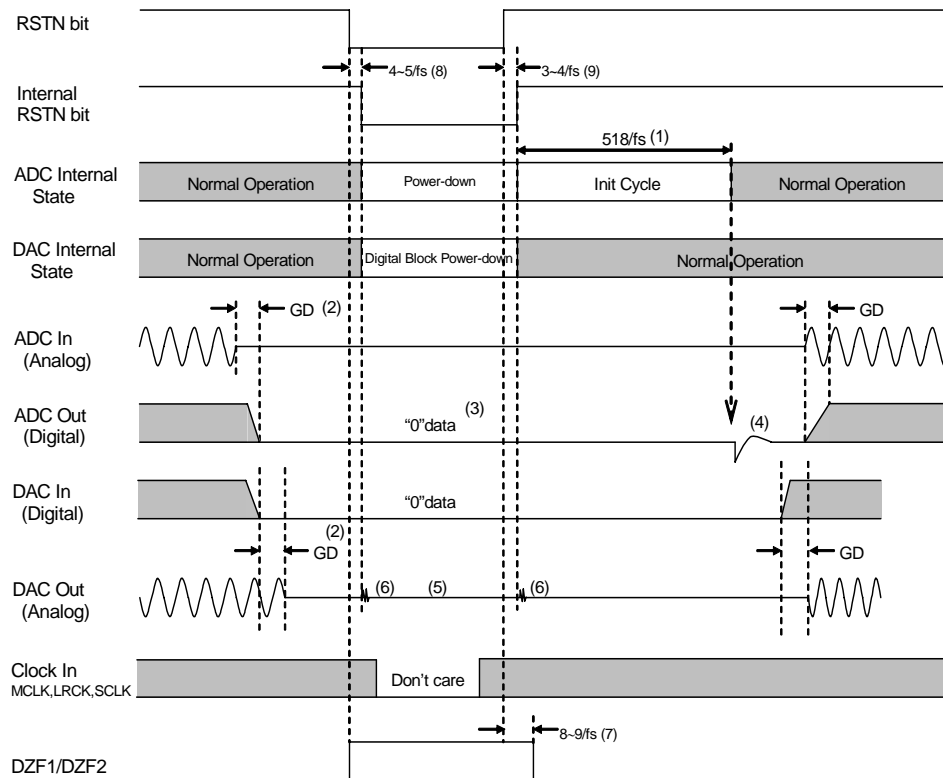 RSTN bit
4~5/fs (8)
3~4/fs (9)
Internal
RSTN bit
518/fs (1)
ADC Internal
State
Normal Operation
Power-down
Init Cycle
Normal Operation
DAC Internal
State
Normal Operation
Digital Block Power-down
Normal Operation
GD (2)
GD
ADC In
(Analog)
ADC Out
(Digital)
“0”data
(3)
(4)
DAC In
(Digital)
“0”data
(2)
GD
GD
DAC Out
(Analog)
(6)
(5)
(6)
Clock In
MCLK,LRCK,SCLK
Don’t care
8~9/fs (7)
DZF1/DZF2